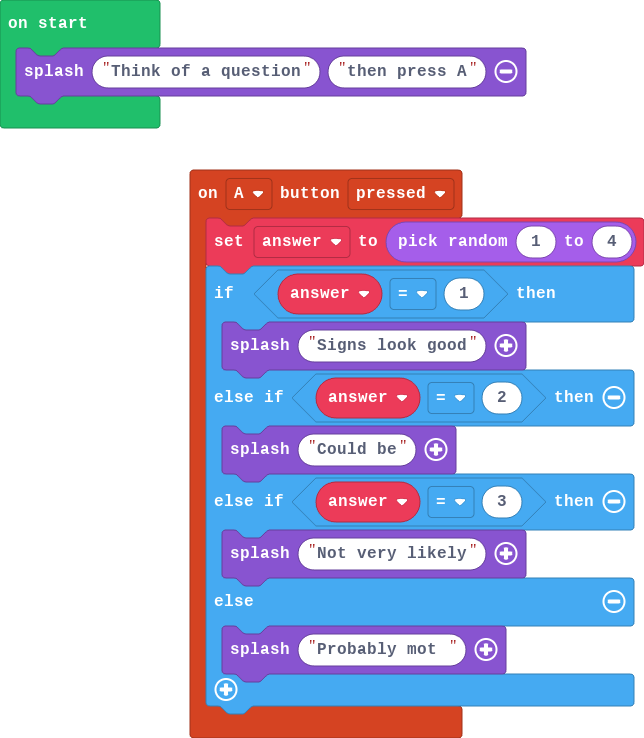 on start
splash "Think of a question" "then press A"
on A button pressed
set answer to pick random 1 to 4
if answer = 1 then
splash "Signs look good"
else if answer = 2 then
splash "Could be"
else if answer = 3 then
splash "Not very likely"
else
splash "Probably mot "